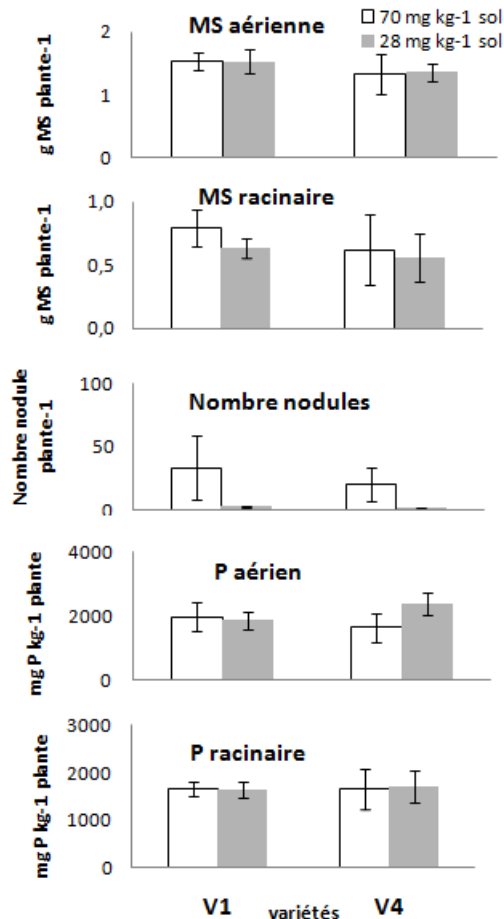 MS aérienne
70 mg kg-1 sol
28 mg kg-1 sol
g MS plante-1
2
1
0
MS racinaire
g MS plante-1
1,0
0,5
0,0
Nombre nodules
Nombre nodule
plante-1
100
50
0
P aérien
mg P kg-1 plante
4000
2000
0
P racinaire
mg P kg-1 plante
3000
2000
1000
0
V1 variétés V4